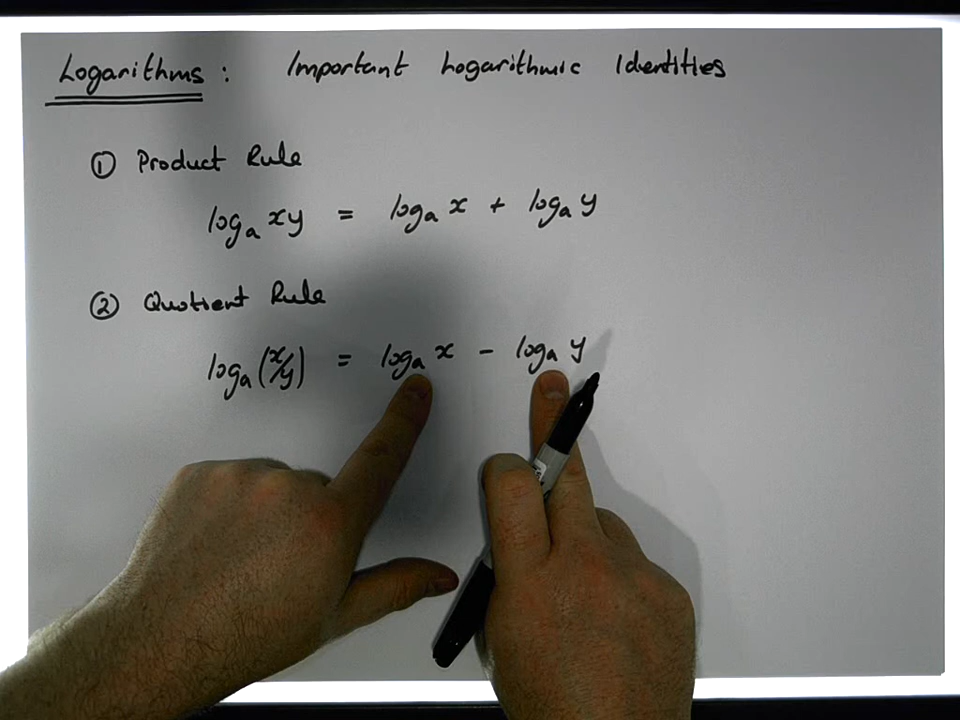 Logarithms : Important Logarithmic Identities
① Product Rule
logₐ xy = logₐ x + logₐ y
② Quotient Rule
logₐ (x/y) = logₐ x - logₐ y